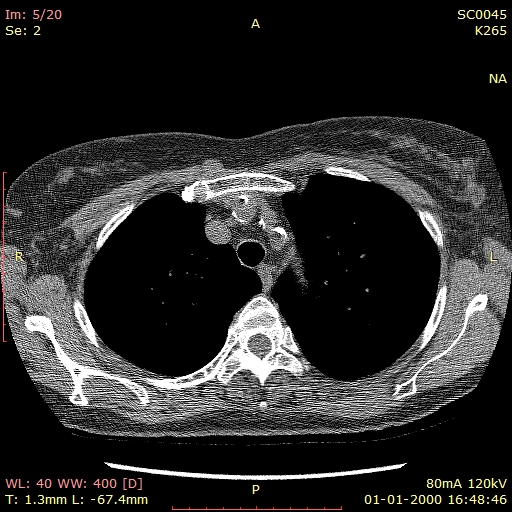 Im: 5/20
Se: 2
A
SC0045
K265
NA
R
L
WL: 40 WW: 400 [D]
T: 1.3mm L: -67.4mm
P
80mA 120kV
01-01-2000 16:48:46